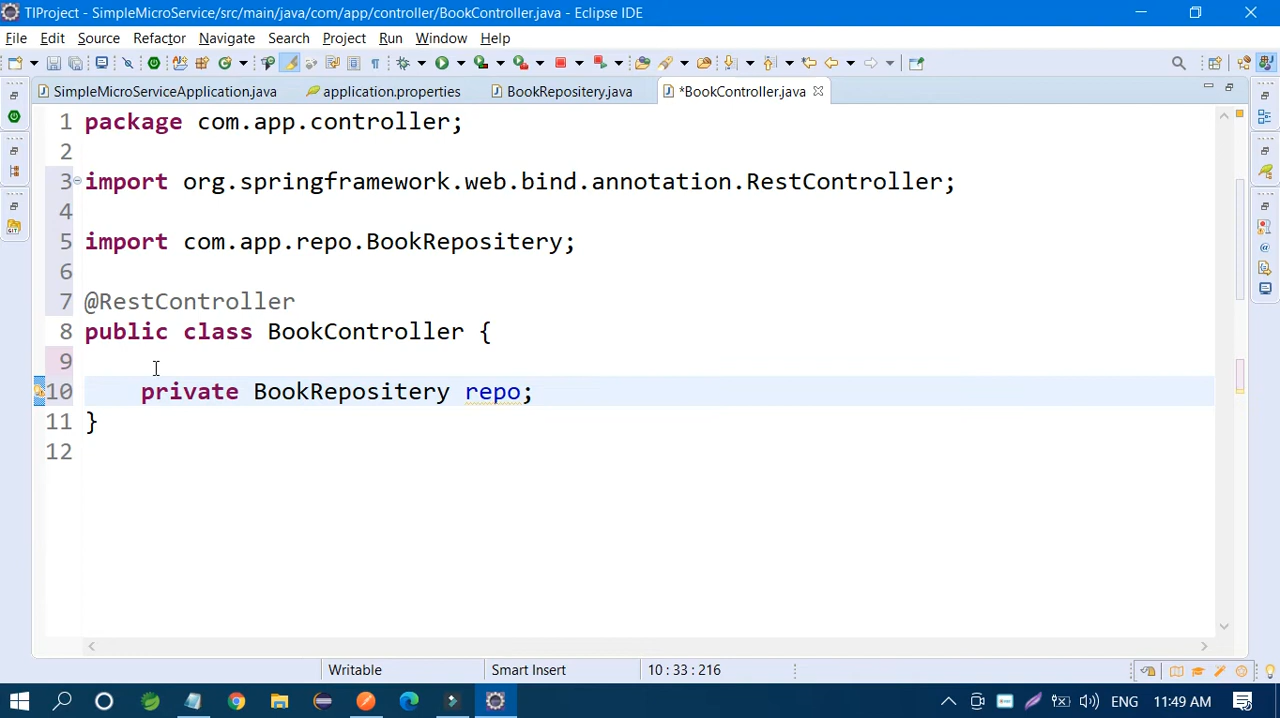 TIProject - SimpleMicroService/src/main/java/com/app/controller/BookController.java - Eclipse IDE
File Edit Source Refactor Navigate Search Project Run Window Help
SimpleMicroServiceApplication.java application.properties BookRepositery.java *BookController.java
1 package com.app.controller;
2
3 import org.springframework.web.bind.annotation.RestController;
4
5 import com.app.repo.BookRepositery;
6
7 @RestController
8 public class BookController {
9
10 private BookRepositery repo;
11 }
12
Writable Smart Insert 10 : 33 : 216
ENG 11:49 AM